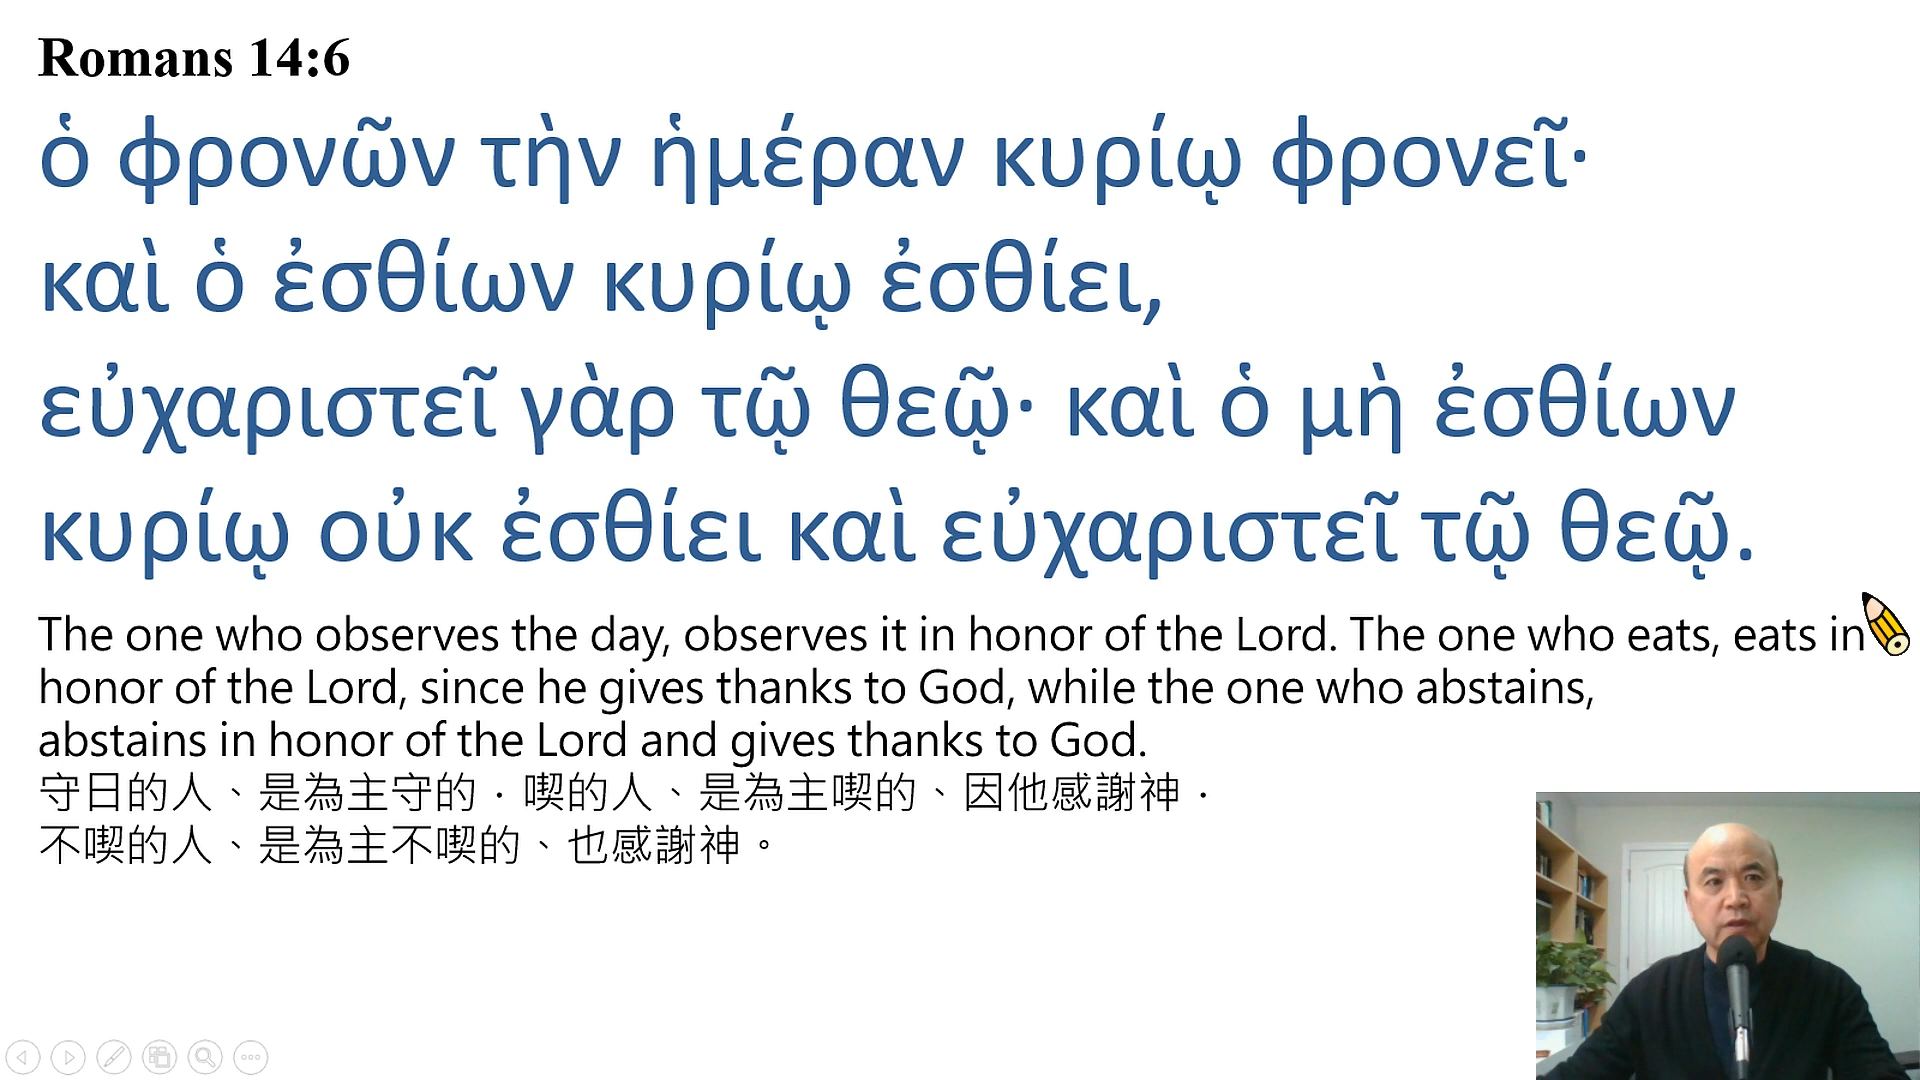 Romans 14:6
ὁ φρονῶν τὴν ἡμέραν κυρίῳ φρονεῖ·
καὶ ὁ ἐσθίων κυρίῳ ἐσθίει,
εὐχαριστεῖ γὰρ τῷ θεῷ· καὶ ὁ μὴ ἐσθίων
κυρίῳ οὐκ ἐσθίει καὶ εὐχαριστεῖ τῷ θεῷ.
The one who observes the day, observes it in honor of the Lord. The one who eats, eats in
honor of the Lord, since he gives thanks to God, while the one who abstains,
abstains in honor of the Lord and gives thanks to God.
守日的人、是為主守的．喫的人、是為主喫的、因他感謝神．
不喫的人、是為主不喫的、也感謝神。